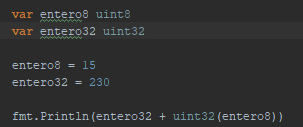 var entero8 uint8
var entero32 uint32
entero8 = 15
entero32 = 230
fmt.Println(entero32 + uint32(entero8))